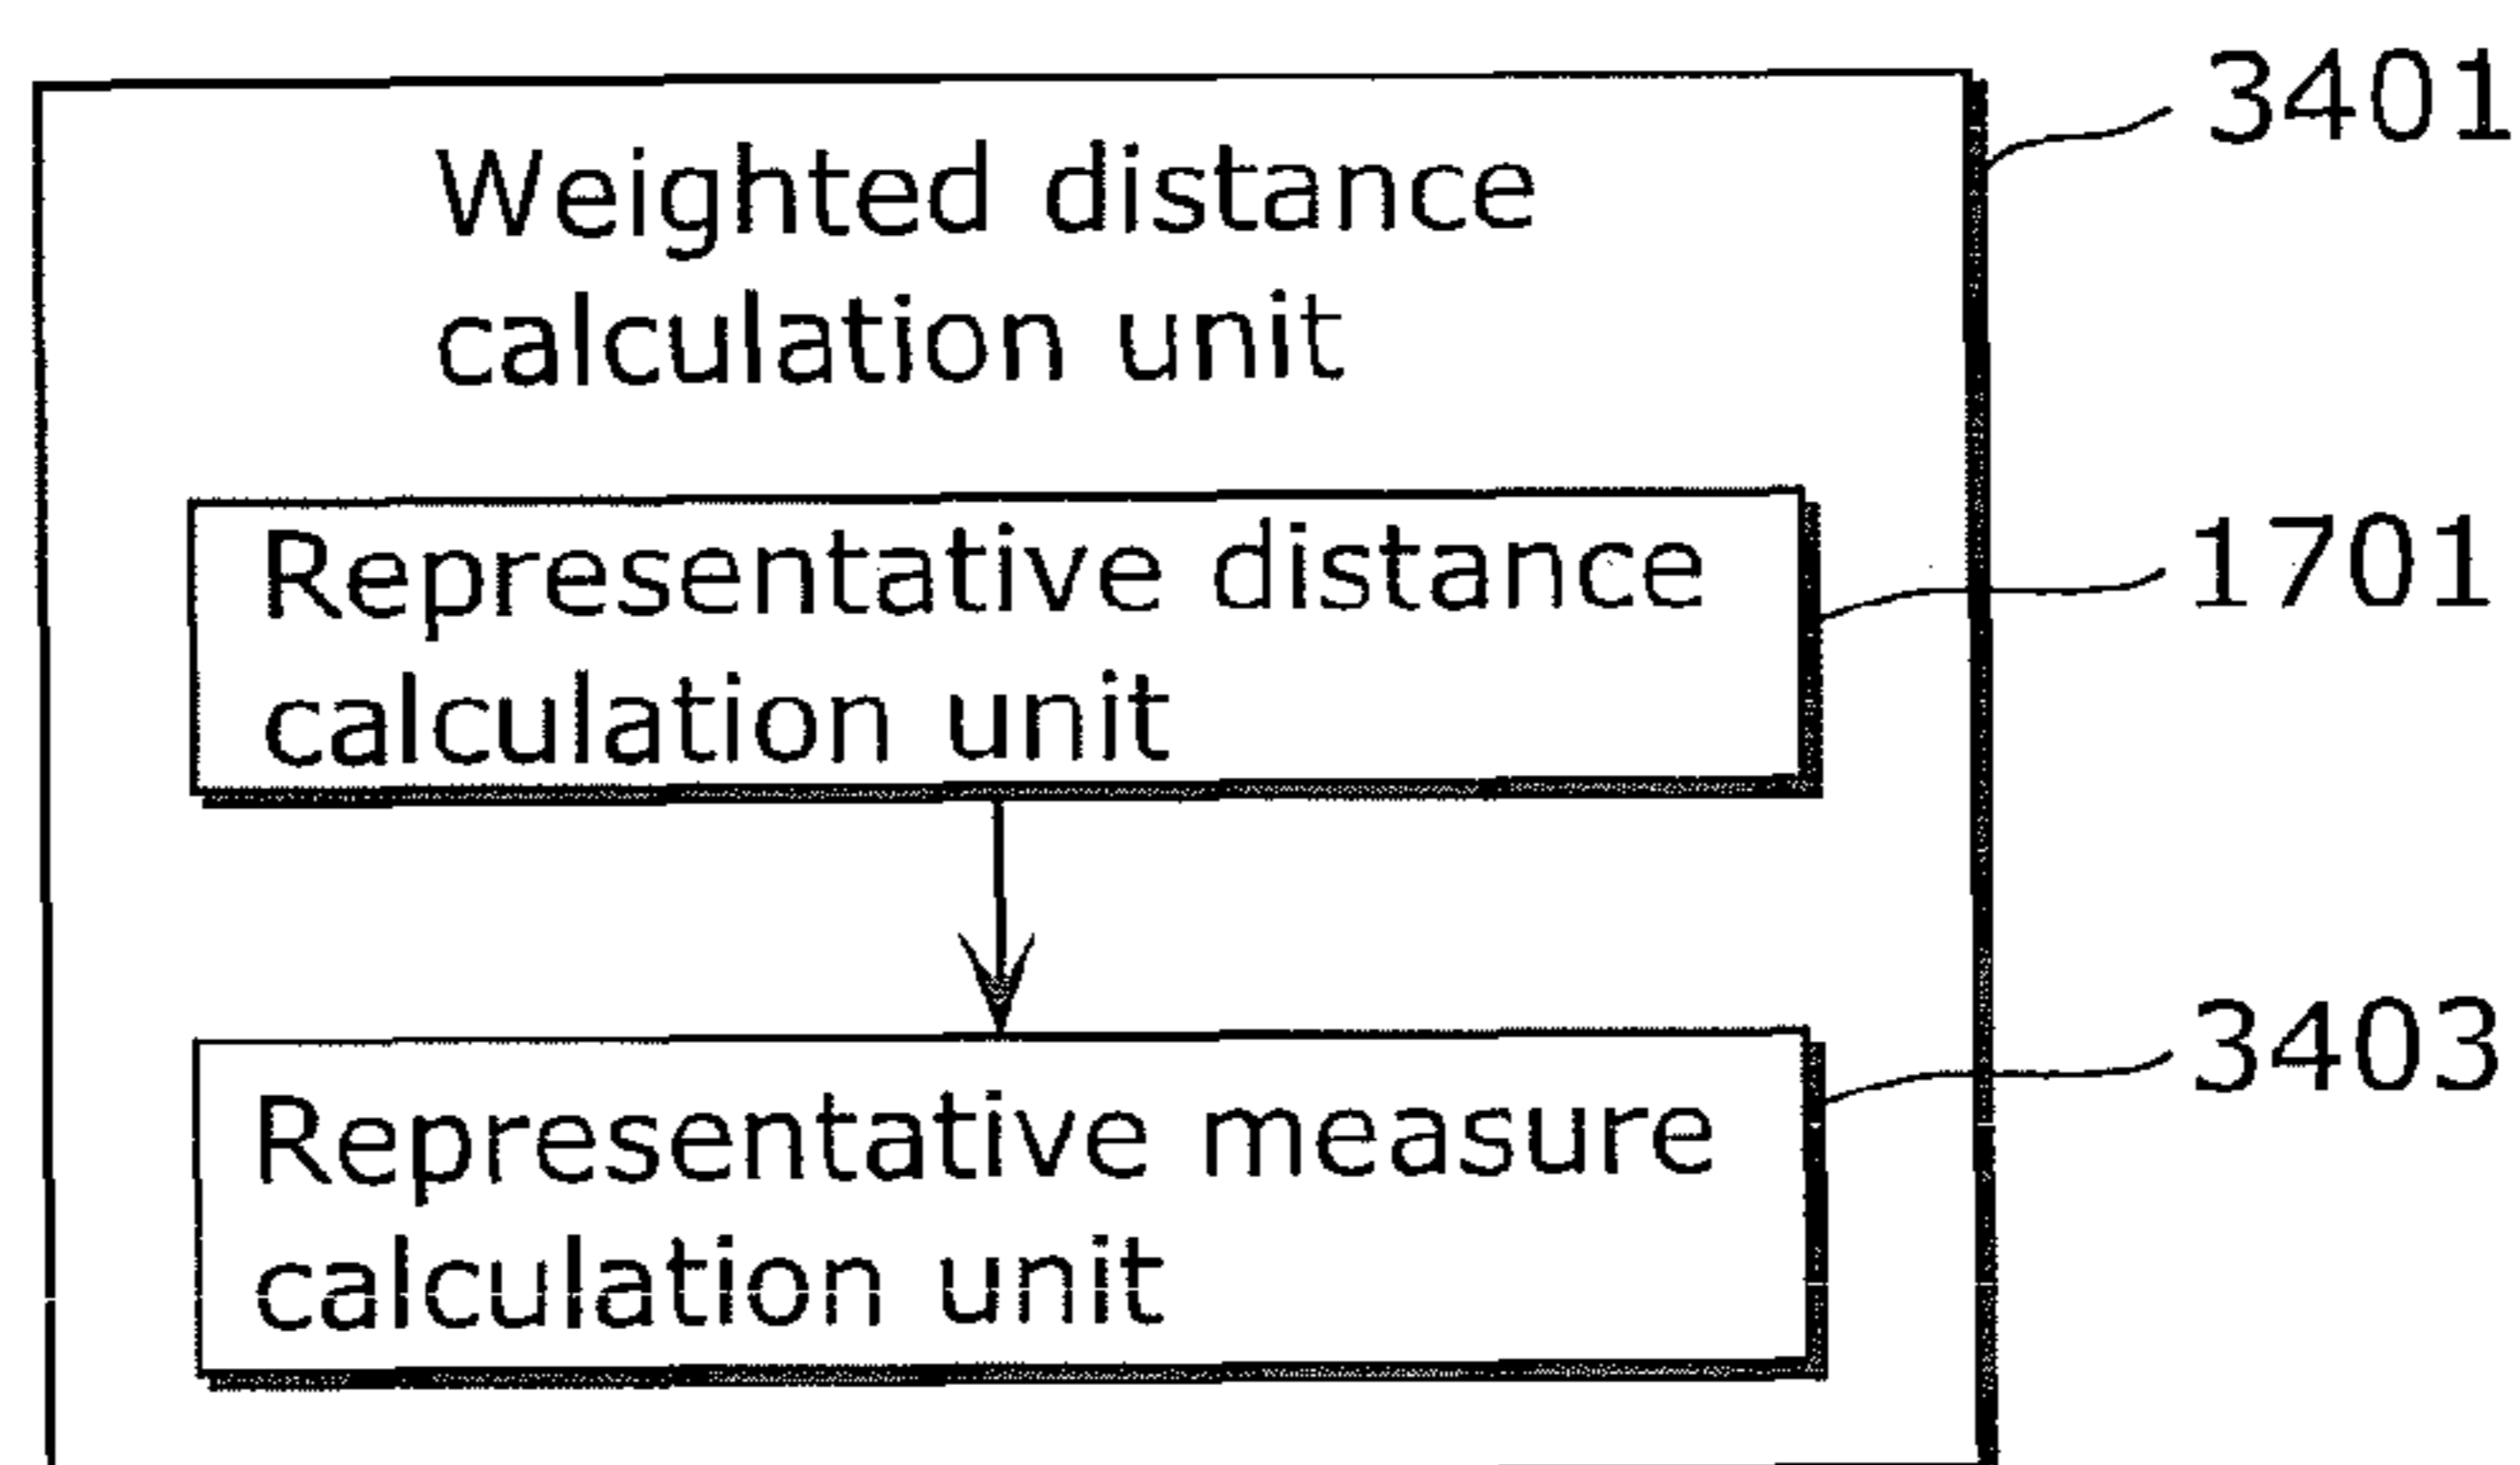 3401
Weighted distance
calculation unit
Representative distance
calculation unit
1701
Representative measure
calculation unit
3403